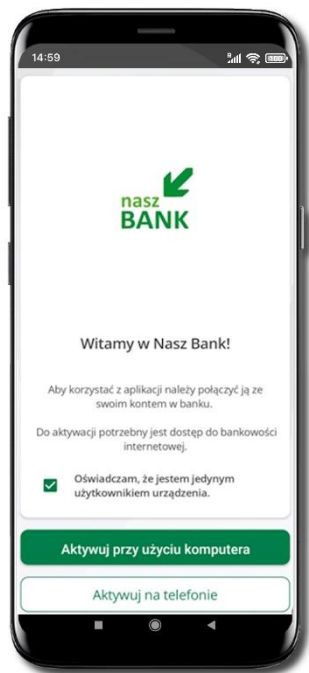 14:59
nasz
BANK
Witamy w Nasz Bank!
Aby korzystać z aplikacji należy połączyć ją ze
swoim kontem w banku.
Do aktywacji potrzebny jest dostęp do bankowości
internetowej.
Oświadczam, że jestem jedynym
użytkownikiem urządzenia.
Aktywuj przy użyciu komputera
Aktywuj na telefonie